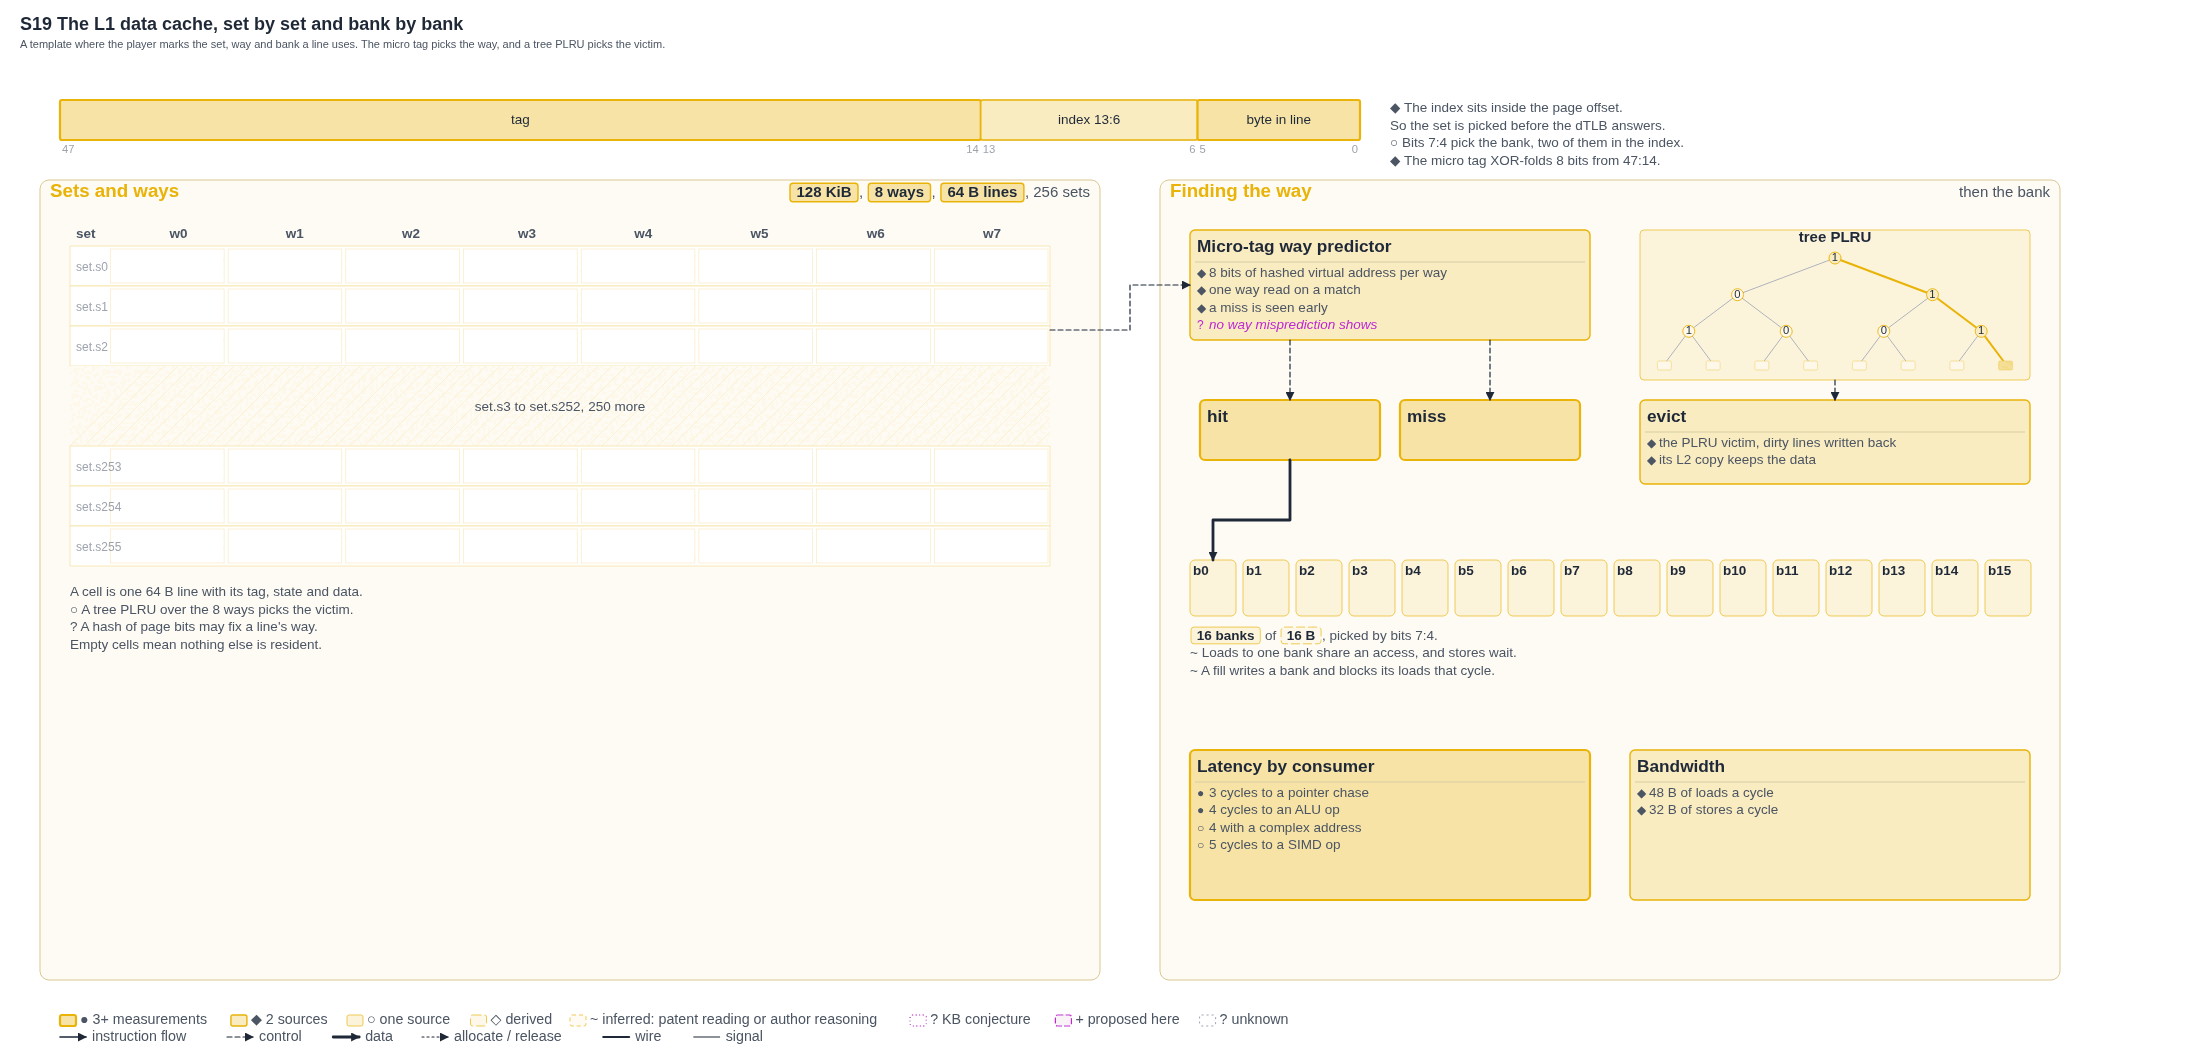 S19 The L1 data cache, set by set and bank by bank
A template where the player marks the set, way and bank a line uses. The micro tag picks the way, and a tree PLRU picks the victim.
tag
index 13:6
byte in line
47
14 13
6 5
0
◆ The index sits inside the page offset.
So the set is picked before the dTLB answers.
○ Bits 7:4 pick the bank, two of them in the index.
◆ The micro tag XOR-folds 8 bits from 47:14.
Sets and ways
128 KiB, 8 ways, 64 B lines, 256 sets
set w0 w1 w2 w3 w4 w5 w6 w7
set.s0
set.s1
set.s2
set.s3 to set.s252, 250 more
set.s253
set.s254
set.s255
A cell is one 64 B line with its tag, state and data.
○ A tree PLRU over the 8 ways picks the victim.
? A hash of page bits may fix a line's way.
Empty cells mean nothing else is resident.
Finding the way
then the bank
Micro-tag way predictor
◆ 8 bits of hashed virtual address per way
◆ one way read on a match
◆ a miss is seen early
? no way misprediction shows
tree PLRU
1
0 1
1 0 0 1
hit
miss
evict
◆ the PLRU victim, dirty lines written back
◆ its L2 copy keeps the data
b0 b1 b2 b3 b4 b5 b6 b7 b8 b9 b10 b11 b12 b13 b14 b15
16 banks of 16 B, picked by bits 7:4.
~ Loads to one bank share an access, and stores wait.
~ A fill writes a bank and blocks its loads that cycle.
Latency by consumer
● 3 cycles to a pointer chase
● 4 cycles to an ALU op
○ 4 with a complex address
○ 5 cycles to a SIMD op
Bandwidth
◆ 48 B of loads a cycle
◆ 32 B of stores a cycle
● 3+ measurements ◆ 2 sources ○ one source ◇ derived ~ inferred: patent reading or author reasoning ? KB conjecture + proposed here ? unknown
instruction flow control data allocate / release wire signal